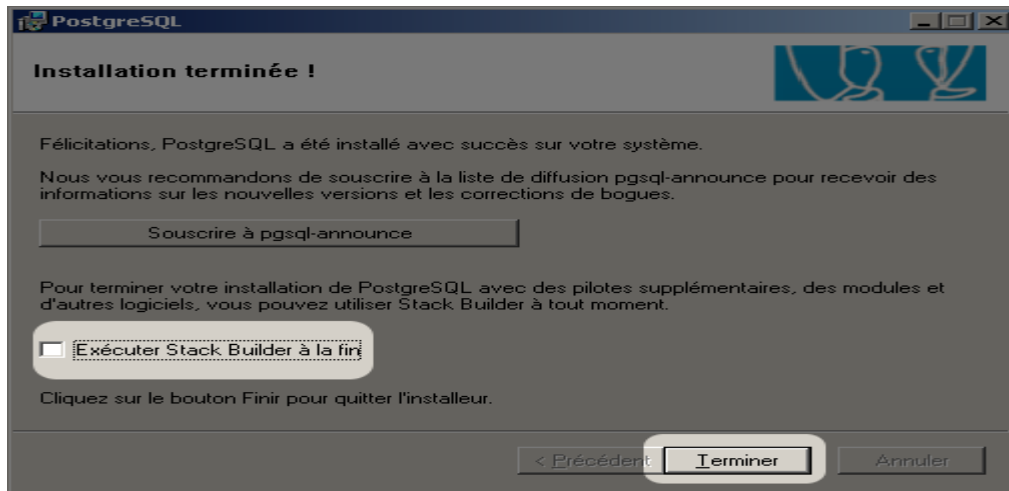 PostgreSQL
Installation terminée !
Félicitations, PostgreSQL a été installé avec succès sur votre système.
Nous vous recommandons de souscrire à la liste de diffusion pgsql-announce pour recevoir des
informations sur les nouvelles versions et les corrections de bogues.
Souscrire à pgsql-announce
Pour terminer votre installation de PostgreSQL avec des pilotes supplémentaires, des modules et
d'autres logiciels, vous pouvez utiliser Stack Builder à tout moment.
Exécuter Stack Builder à la fin
Cliquez sur le bouton Finir pour quitter l'installeur.
< Précédent Terminer Annuler